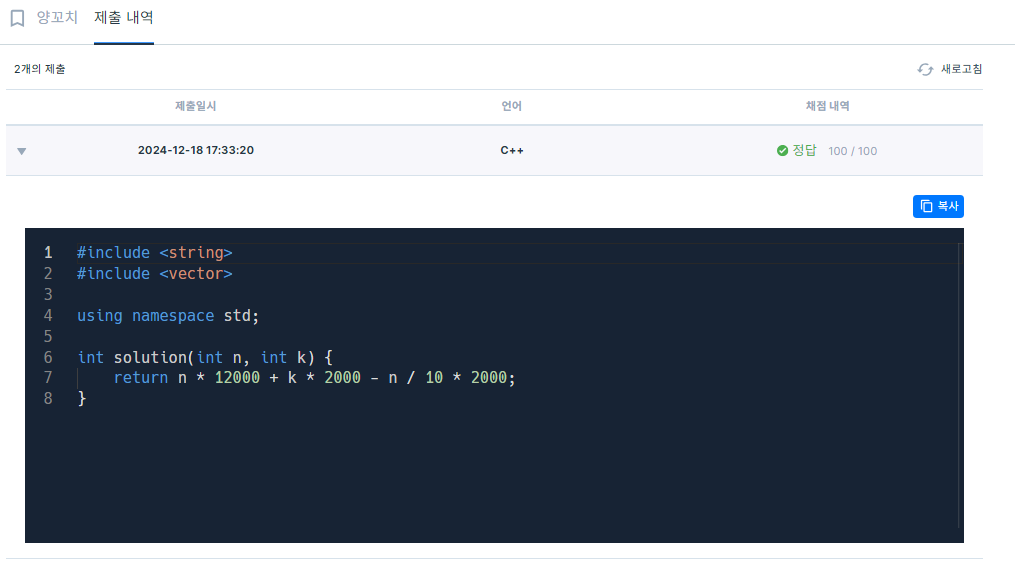 양꼬치 제출 내역
2개의 제출 새로고침
제출일시 언어 채점 내역
2024-12-18 17:33:20 C++ 정답 100 / 100
복사
1 #include <string>
2 #include <vector>
3
4 using namespace std;
5
6 int solution(int n, int k) {
7     return n * 12000 + k * 2000 - n / 10 * 2000;
8 }